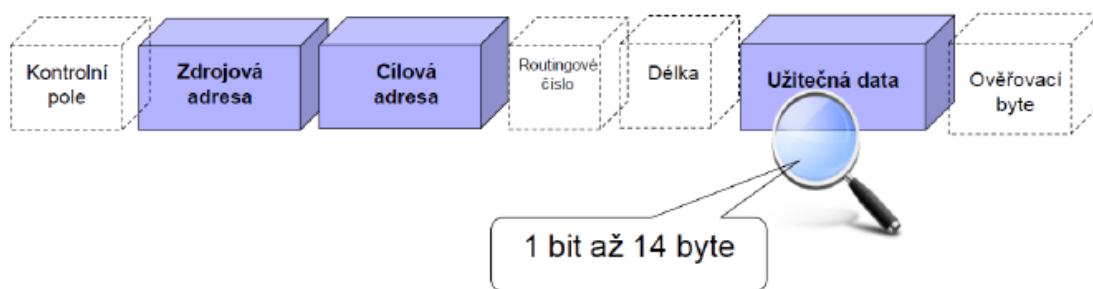 Kontrolní
pole
Zdrojová
adresa
Cílová
adresa
Routingové
číslo
Délka
Užitečná data
Ověřovací
byte
1 bit až 14 byte